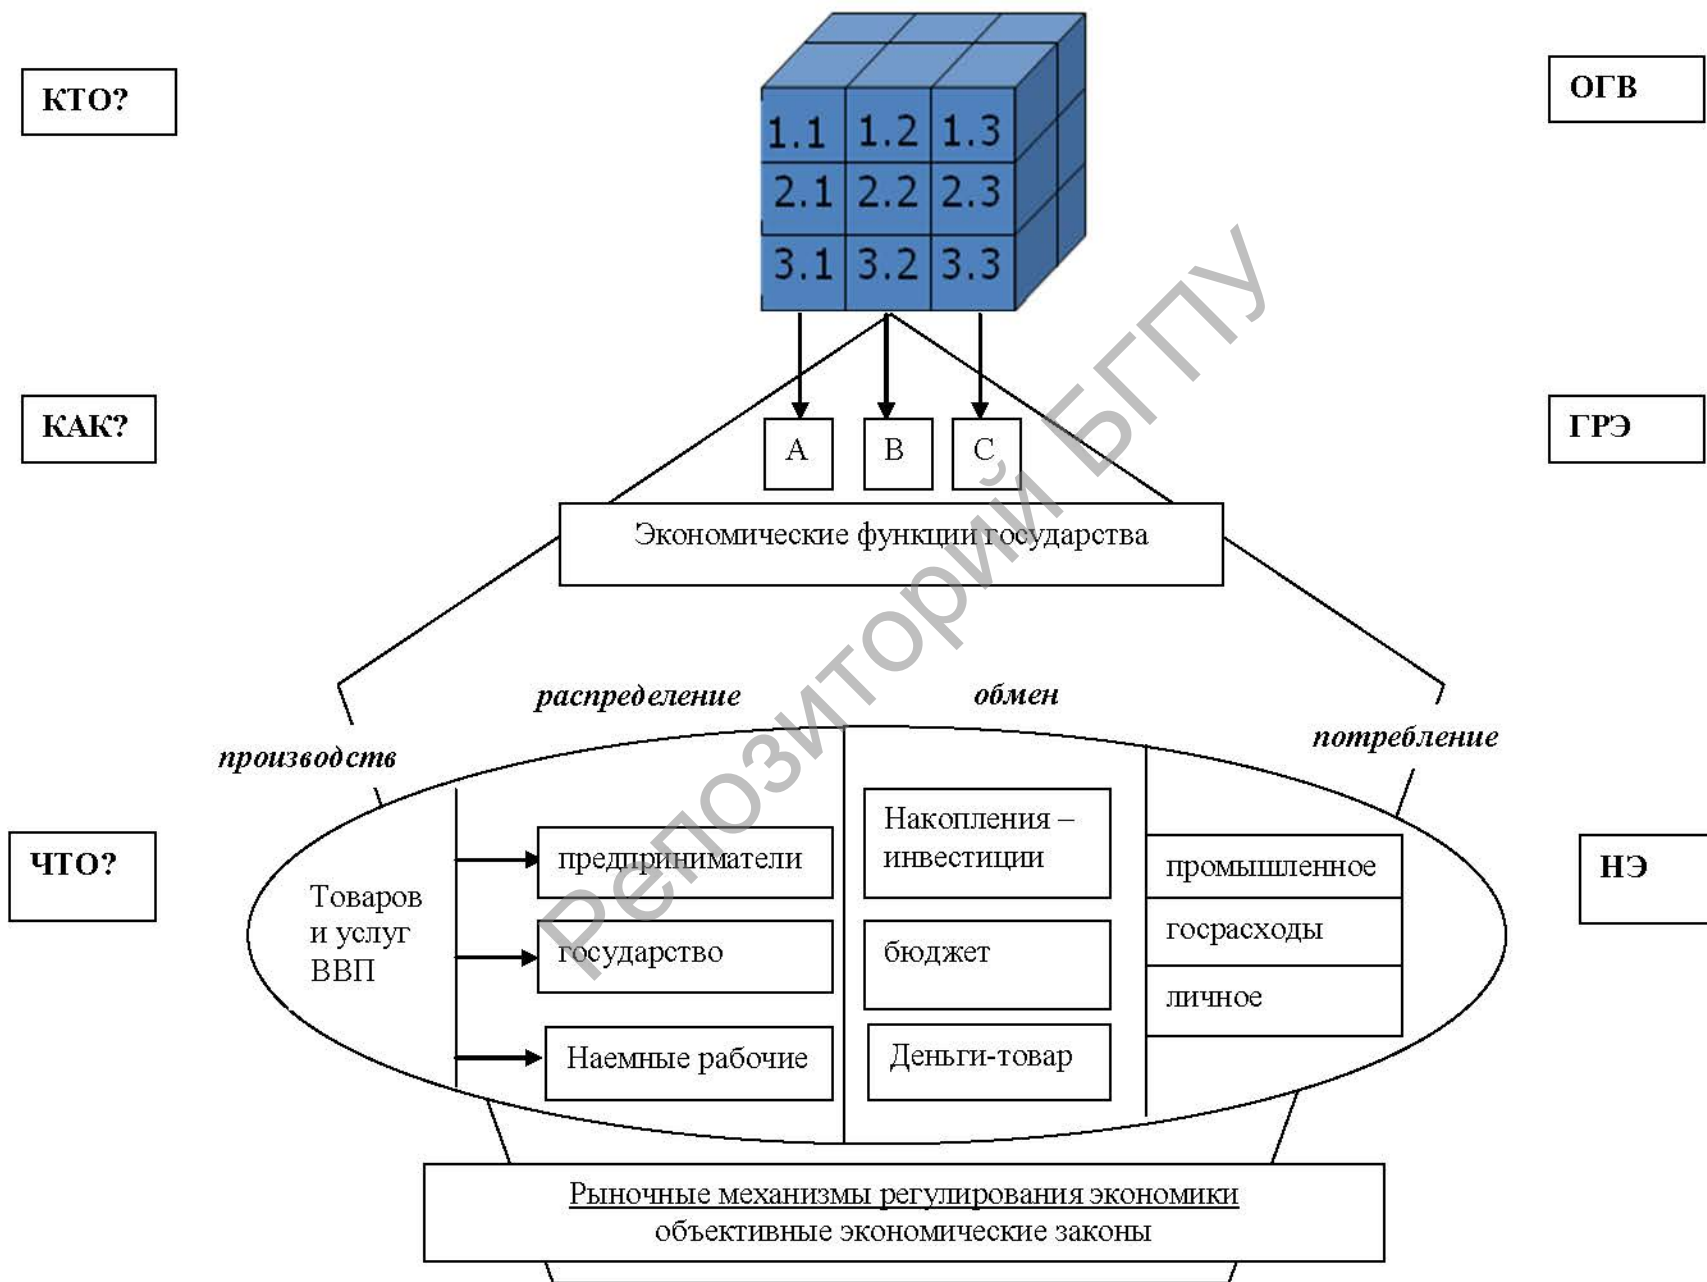 КТО?
ОГВ
1.1 1.2 1.3
2.1 2.2 2.3
3.1 3.2 3.3
КАК?
ГРЭ
А
В
С
Экономические функции государства
распределение
обмен
производств
потребление
ЧТО?
НЭ
Товаров
и услуг
ВВП
предприниматели
государство
Наемные рабочие
Накопления –
инвестиции
бюджет
Деньги-товар
промышленное
госрасходы
личное
Рыночные механизмы регулирования экономики
объективные экономические законы
Репозиторий БГПУ